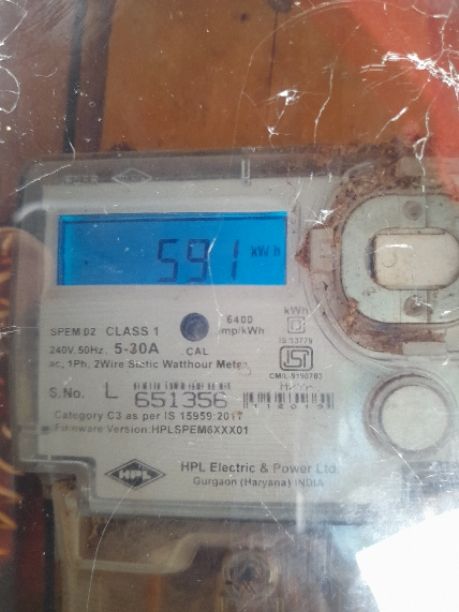 591 kWh
SPEM 02 CLASS 1
6400
imp/kWh
kWh
IS 13779
240V, 50Hz, 5-30A CAL
ac, 1Ph, 2Wire Static Watthour Meter
CM/L-9190783
S.No. L 651356
Category C3 as per IS 15959:2017
Firmware Version:HPLSPEM6XXX01
HPL
HPL Electric & Power Ltd.
Gurgaon (Haryana) INDIA